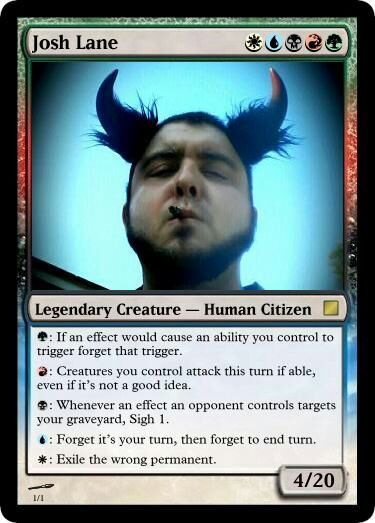 Josh Lane
Legendary Creature — Human Citizen
: If an effect would cause an ability you control to
trigger forget that trigger.
: Creatures you control attack this turn if able,
even if it's not a good idea.
: Whenever an effect an opponent controls targets
your graveyard, Sigh 1.
: Forget it's your turn, then forget to end turn.
: Exile the wrong permanent.
4/20
1/1